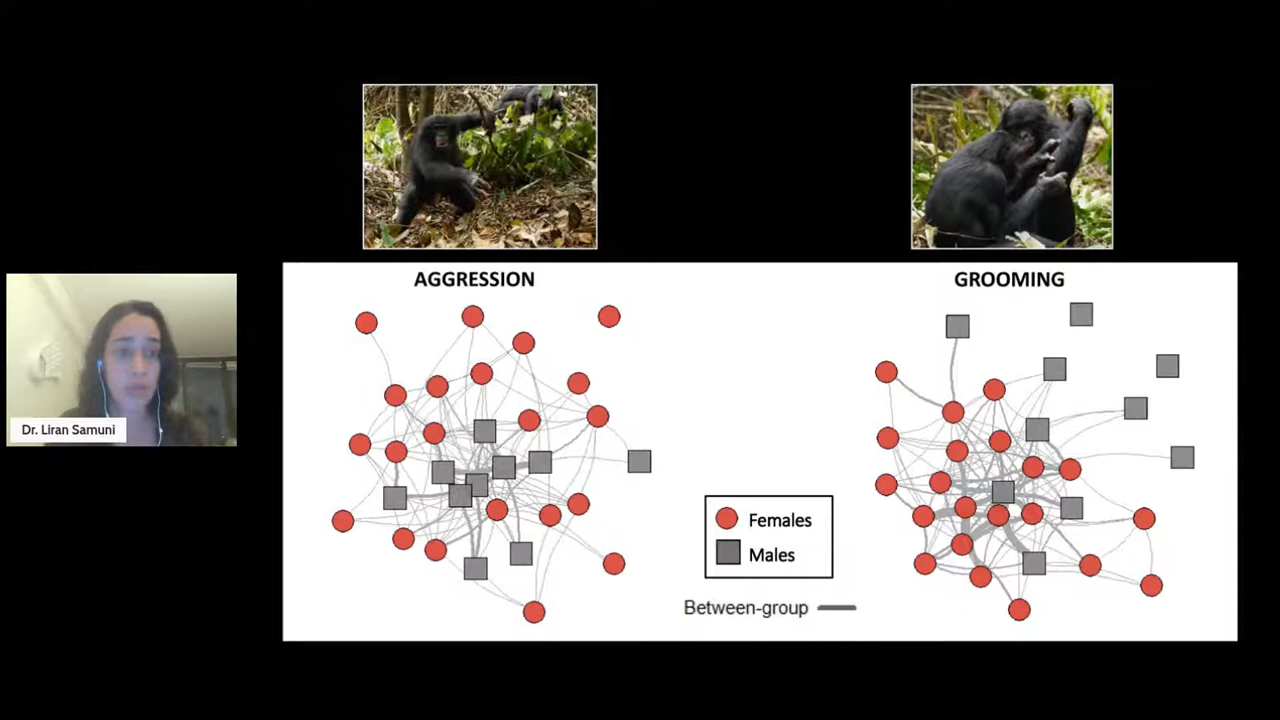 AGGRESSION
GROOMING
Dr. Liran Samuni
Females
Males
Between-group